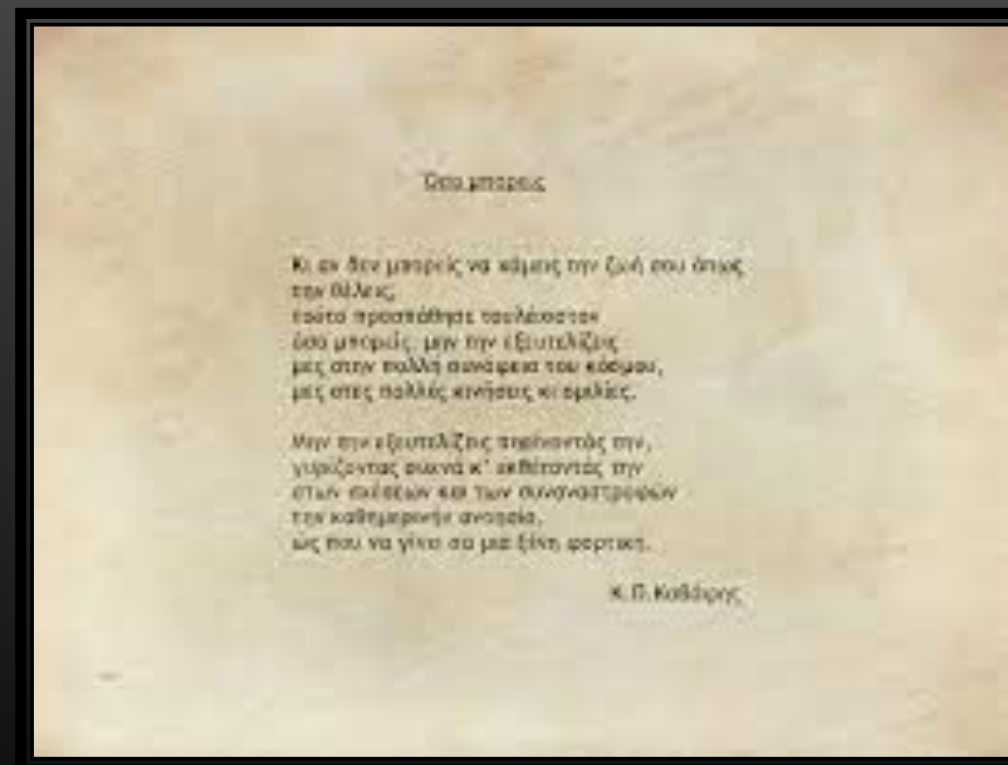 Όσο μπορείς
Κι αν δεν μπορείς να κάμεις την ζωή σου όπως
την θέλεις,
τούτο προσπάθησε τουλάχιστον
όσο μπορείς: μην την εξευτελίζεις
μες στην πολλή συνάφεια του κόσμου,
μες στες πολλές κινήσεις κι ομιλίες.
Μην την εξευτελίζεις πηαίνοντάς την,
γυρίζοντας συχνά κ' εκθέτοντάς την
στων σχέσεων και των συναναστροφών
την καθημερινήν ανοησία,
ώς που να γίνει σα μια ξένη φορτική.
Κ.Π.Καβάφης